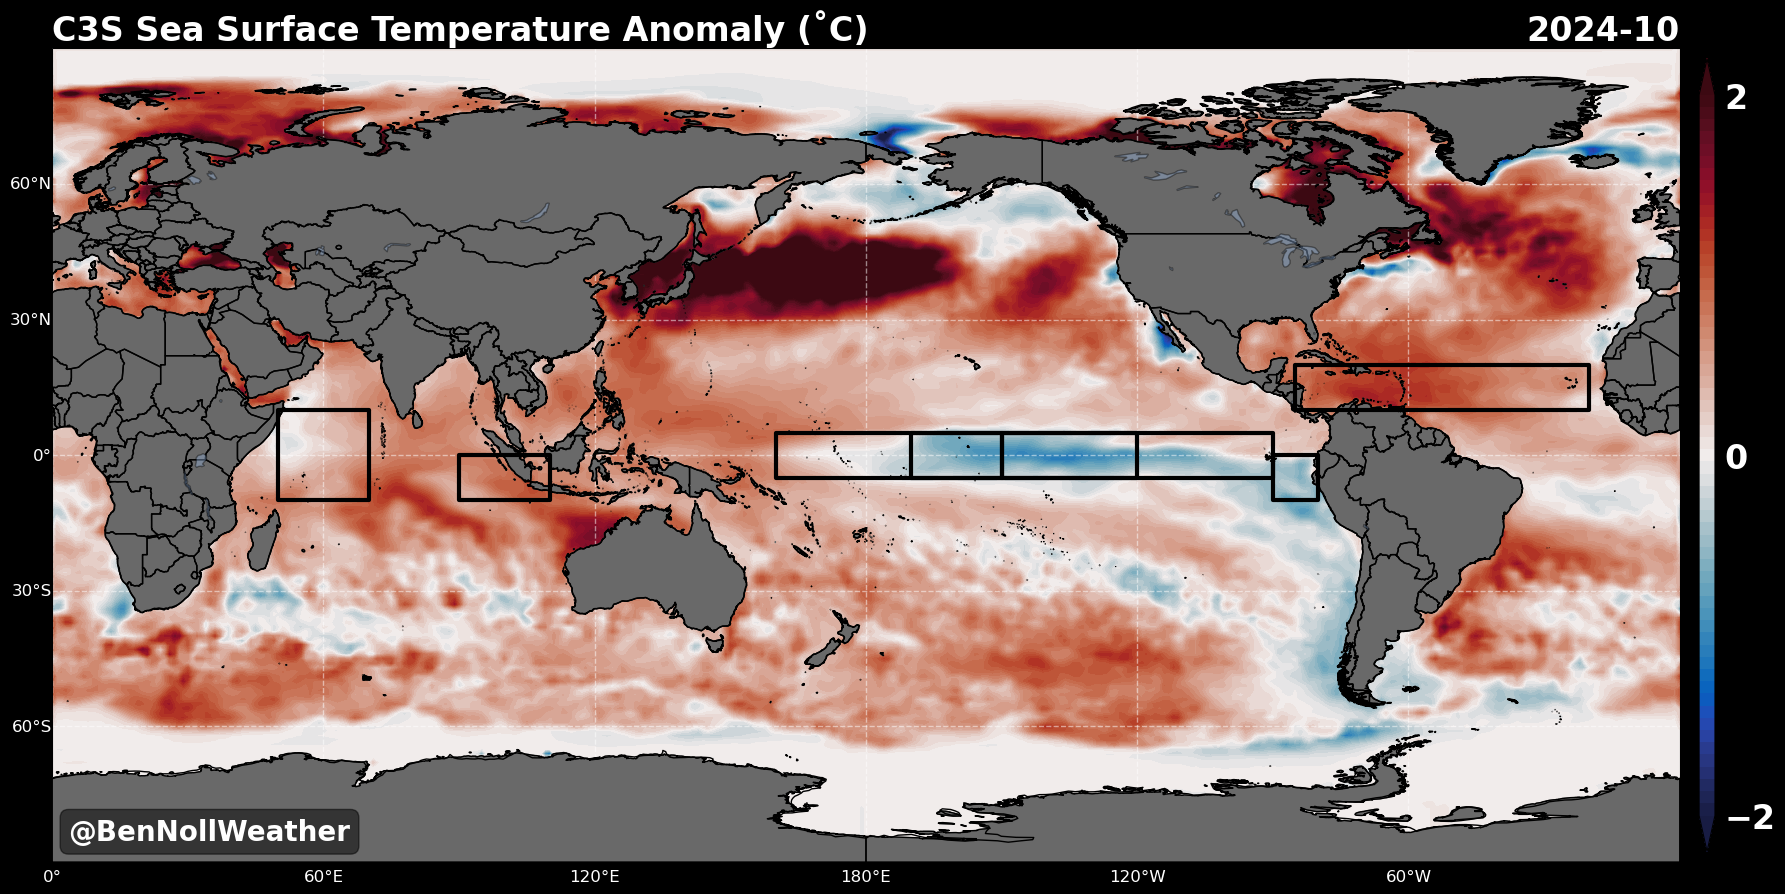 C3S Sea Surface Temperature Anomaly (˚C)
2024-10
2
0
−2
60°N
30°N
0°
30°S
60°S
@BenNollWeather
0°
60°E
120°E
180°E
120°W
60°W